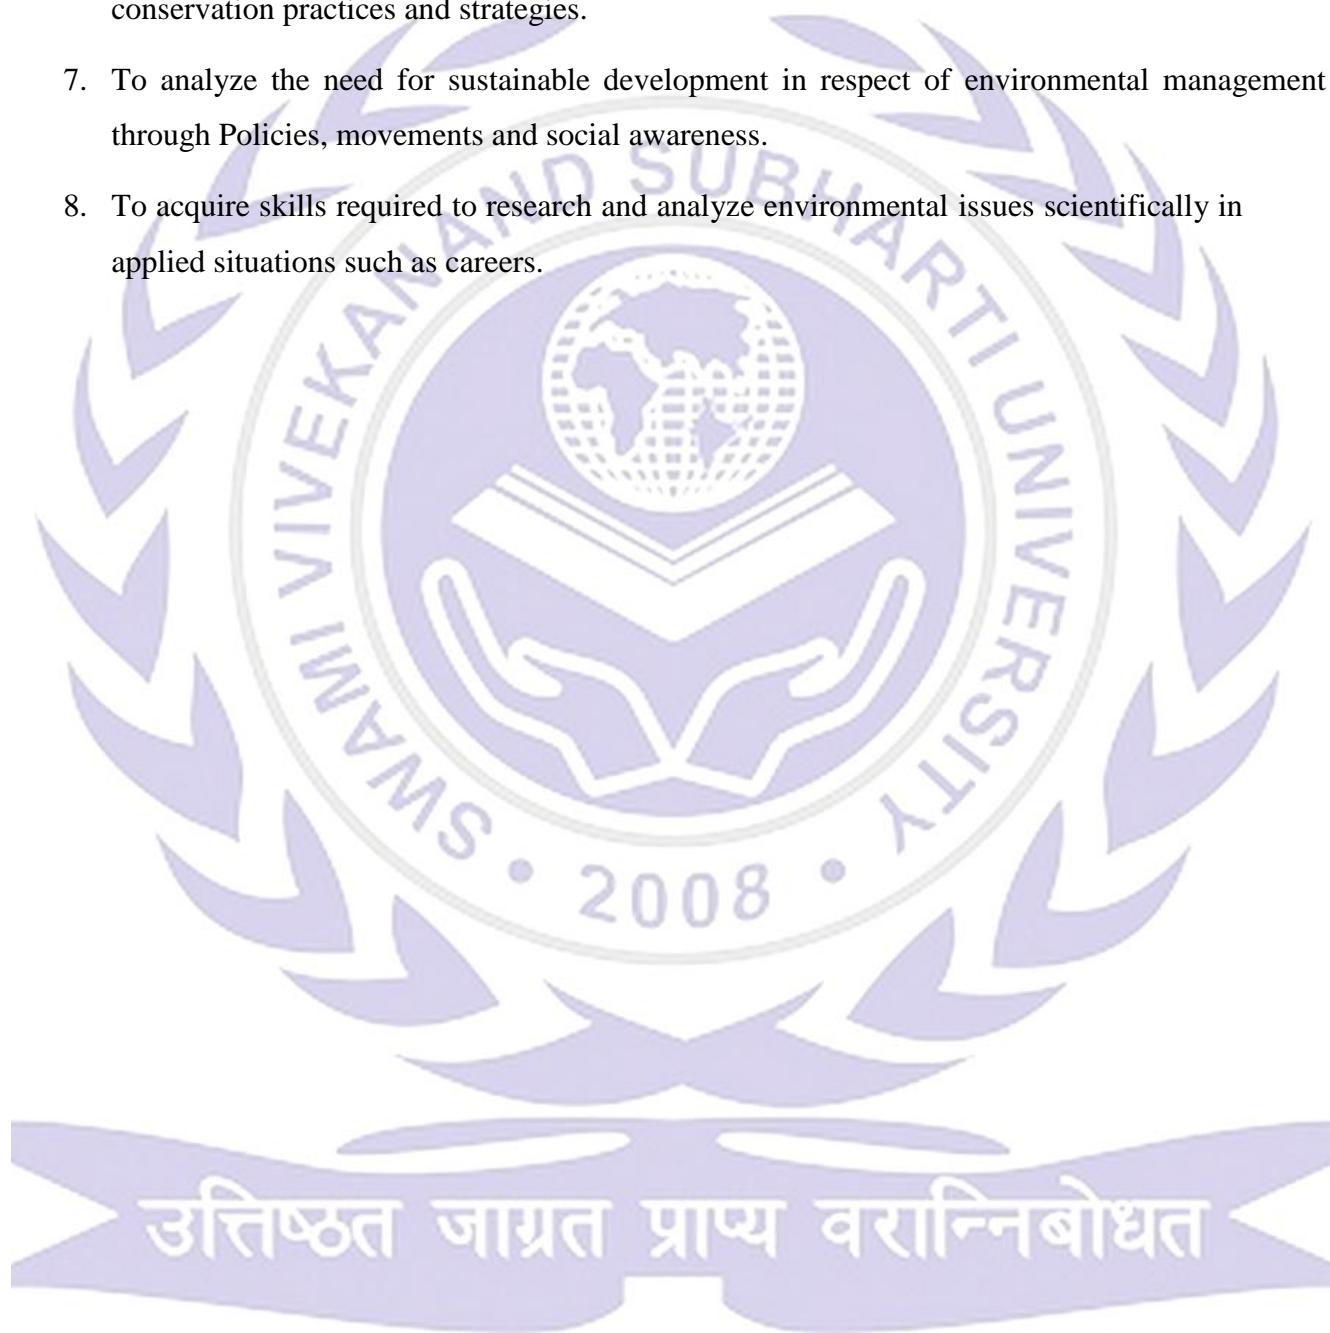 conservation practices and strategies.
7. To analyze the need for sustainable development in respect of environmental management
through Policies, movements and social awareness.
8. To acquire skills required to research and analyze environmental issues scientifically in
applied situations such as careers.
SWAMI VIVEKANAND SUBHARTI UNIVERSITY
• 2008 •
उत्तिष्ठत जाग्रत प्राप्य वरान्निबोधत